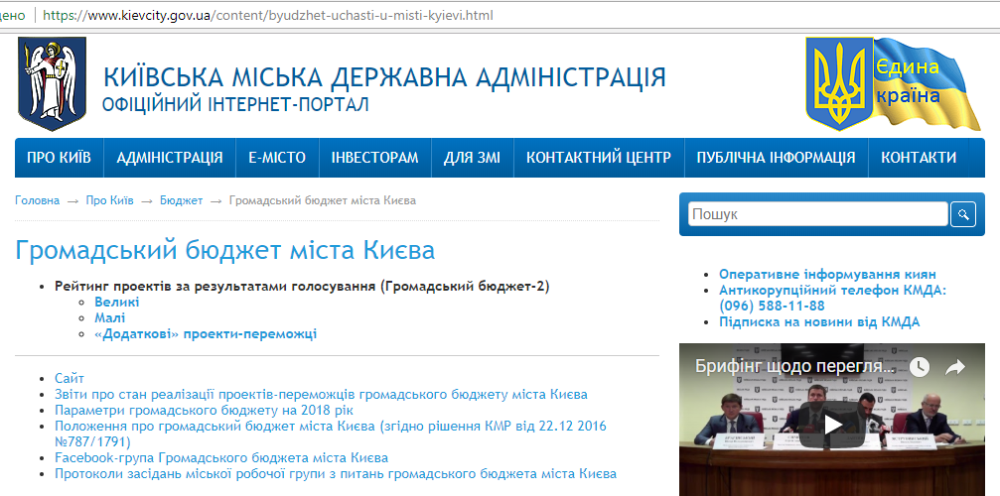 дено https://www.kievcity.gov.ua/content/byudzhet-uchasti-u-misti-kyievi.html
КИЇВСЬКА МІСЬКА ДЕРЖАВНА АДМІНІСТРАЦІЯ
ОФІЦІЙНИЙ ІНТЕРНЕТ-ПОРТАЛ
Єдина
країна
ПРО КИЇВ АДМІНІСТРАЦІЯ Е-МІСТО ІНВЕСТОРАМ ДЛЯ ЗМІ КОНТАКТНИЙ ЦЕНТР ПУБЛІЧНА ІНФОРМАЦІЯ КОНТАКТИ
Головна → Про Київ → Бюджет → Громадський бюджет міста Києва
Громадський бюджет міста Києва
• Рейтинг проектів за результатами голосування (Громадський бюджет-2)
Великі
Малі
«Додаткові» проекти-переможці
• Сайт
• Звіти про стан реалізації проектів-переможців громадського бюджету міста Києва
• Параметри громадського бюджету на 2018 рік
• Положення про громадський бюджет міста Києва (згідно рішення КМР від 22.12 2016
№787/1791)
• Facebook-група Громадського бюджета міста Києва
• Протоколи засідань міської робочої групи з питань громадського бюджета міста Києва
Пошук
• Оперативне інформування киян
• Антикорупційний телефон КМДА:
(096) 588-11-88
• Підписка на новини від КМДА
Брифінг щодо перегля...